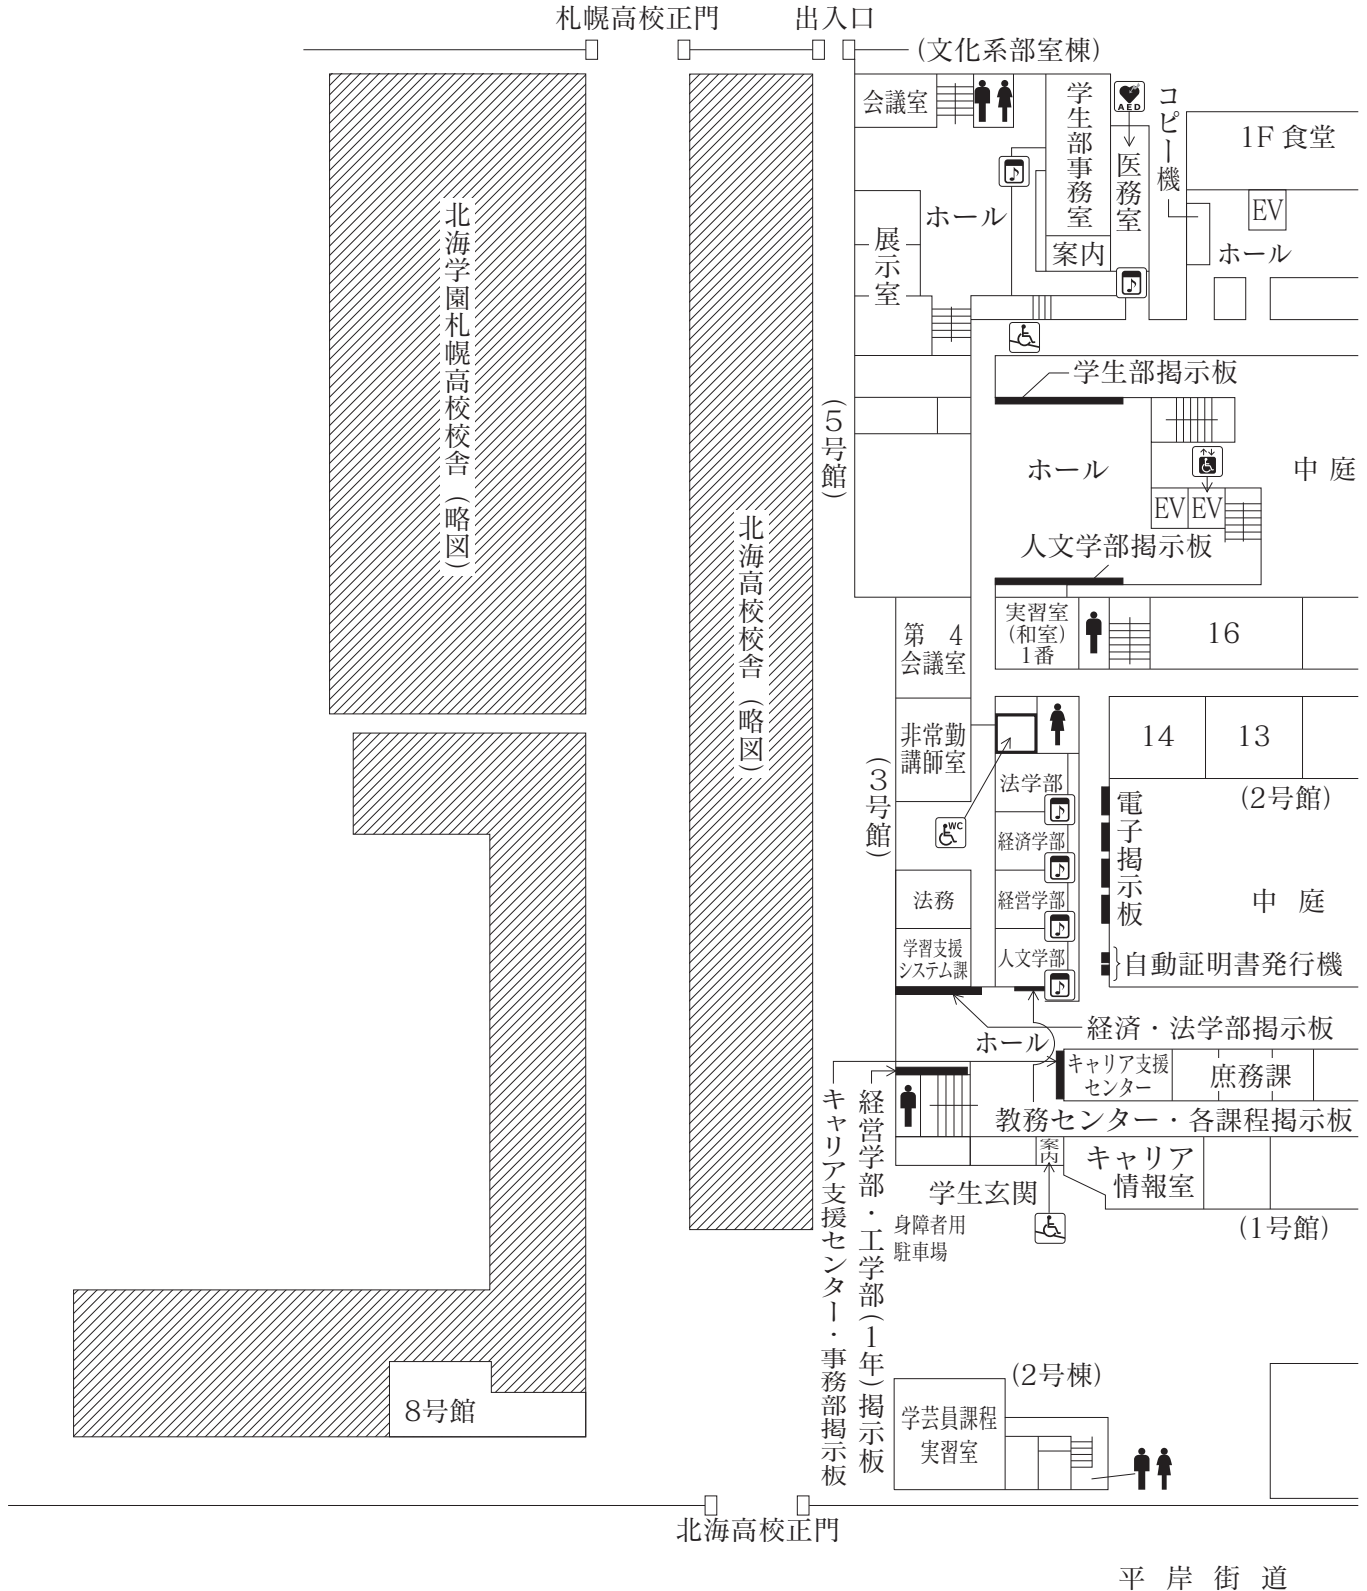 札幌高校正門
出入口
(文化系部室棟)
会議室
学生部事務室
AED
医務室
コピー機
1F 食堂
EV
ホール
案内
ホール
展示室
北海学園札幌高校校舎(略図)
学生部掲示板
(5号館)
ホール
中庭
EV
EV
人文学部掲示板
北海高校校舎(略図)
第4
会議室
実習室
(和室)
1番
16
非常勤
講師室
14
13
(2号館)
(3号館)
法学部
WC
経済学部
経営学部
人文学部
電子掲示板
中庭
法務
学習支援
システム課
自動証明書発行機
経済・法学部掲示板
ホール
キャリア支援
センター
庶務課
教務センター・各課程掲示板
キャリア支援センター・事務部掲示板
経営学部・工学部(1年)掲示板
案内
キャリア
情報室
学生玄関
身障者用
駐車場
(1号館)
(2号棟)
学芸員課程
実習室
8号館
北海高校正門
平岸街道